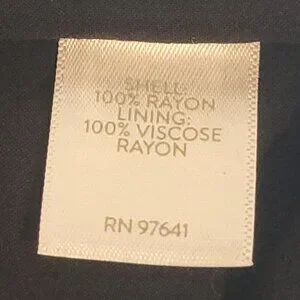 SHELL:
100% RAYON
LINING:
100% VISCOSE
RAYON
RN 97641